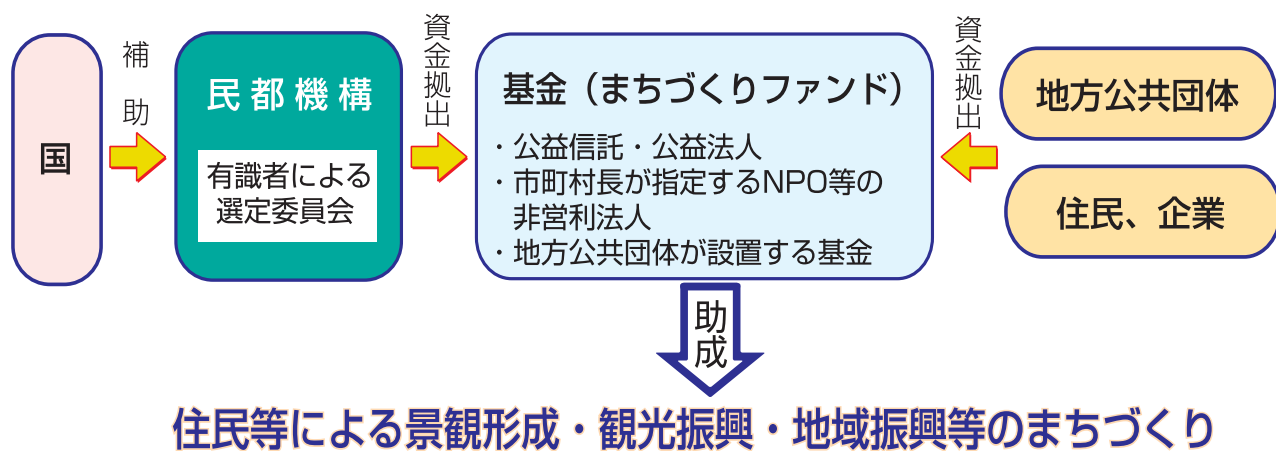 国
補助
民都機構
有識者による
選定委員会
資金拠出
基金（まちづくりファンド）
・公益信託・公益法人
・市町村長が指定するNPO等の
非営利法人
・地方公共団体が設置する基金
資金拠出
地方公共団体
住民、企業
助成
住民等による景観形成・観光振興・地域振興等のまちづくり